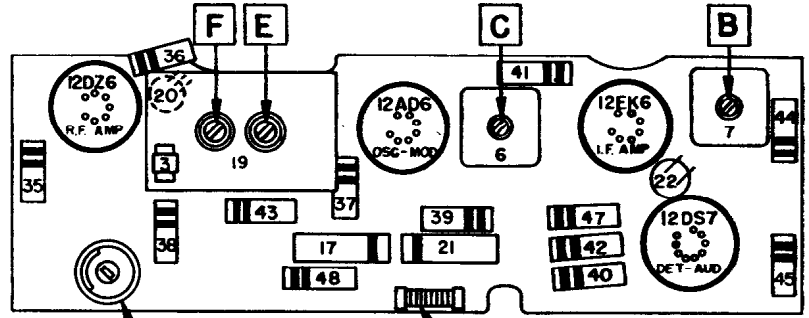 F E C B
36
12DZ6
R.F. AMP
20
3
19
35
38
43
37
12AD6
OSC-MOD
41
6
12EK6
I.F. AMP
7
44
22
39
47
12DS7
DET-AUD
17
21
42
48
40
45